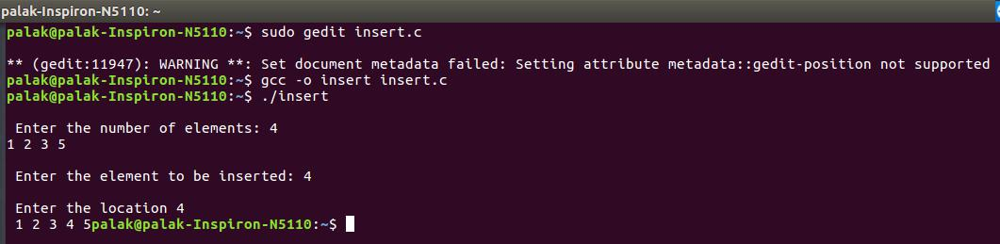 palak-Inspiron-N5110: ~
palak@palak-Inspiron-N5110:~$ sudo gedit insert.c
** (gedit:11947): WARNING **: Set document metadata failed: Setting attribute metadata::gedit-position not supported
palak@palak-Inspiron-N5110:~$ gcc -o insert insert.c
palak@palak-Inspiron-N5110:~$ ./insert
Enter the number of elements: 4
1 2 3 5
Enter the element to be inserted: 4
Enter the location 4
1 2 3 4 5palak@palak-Inspiron-N5110:~$